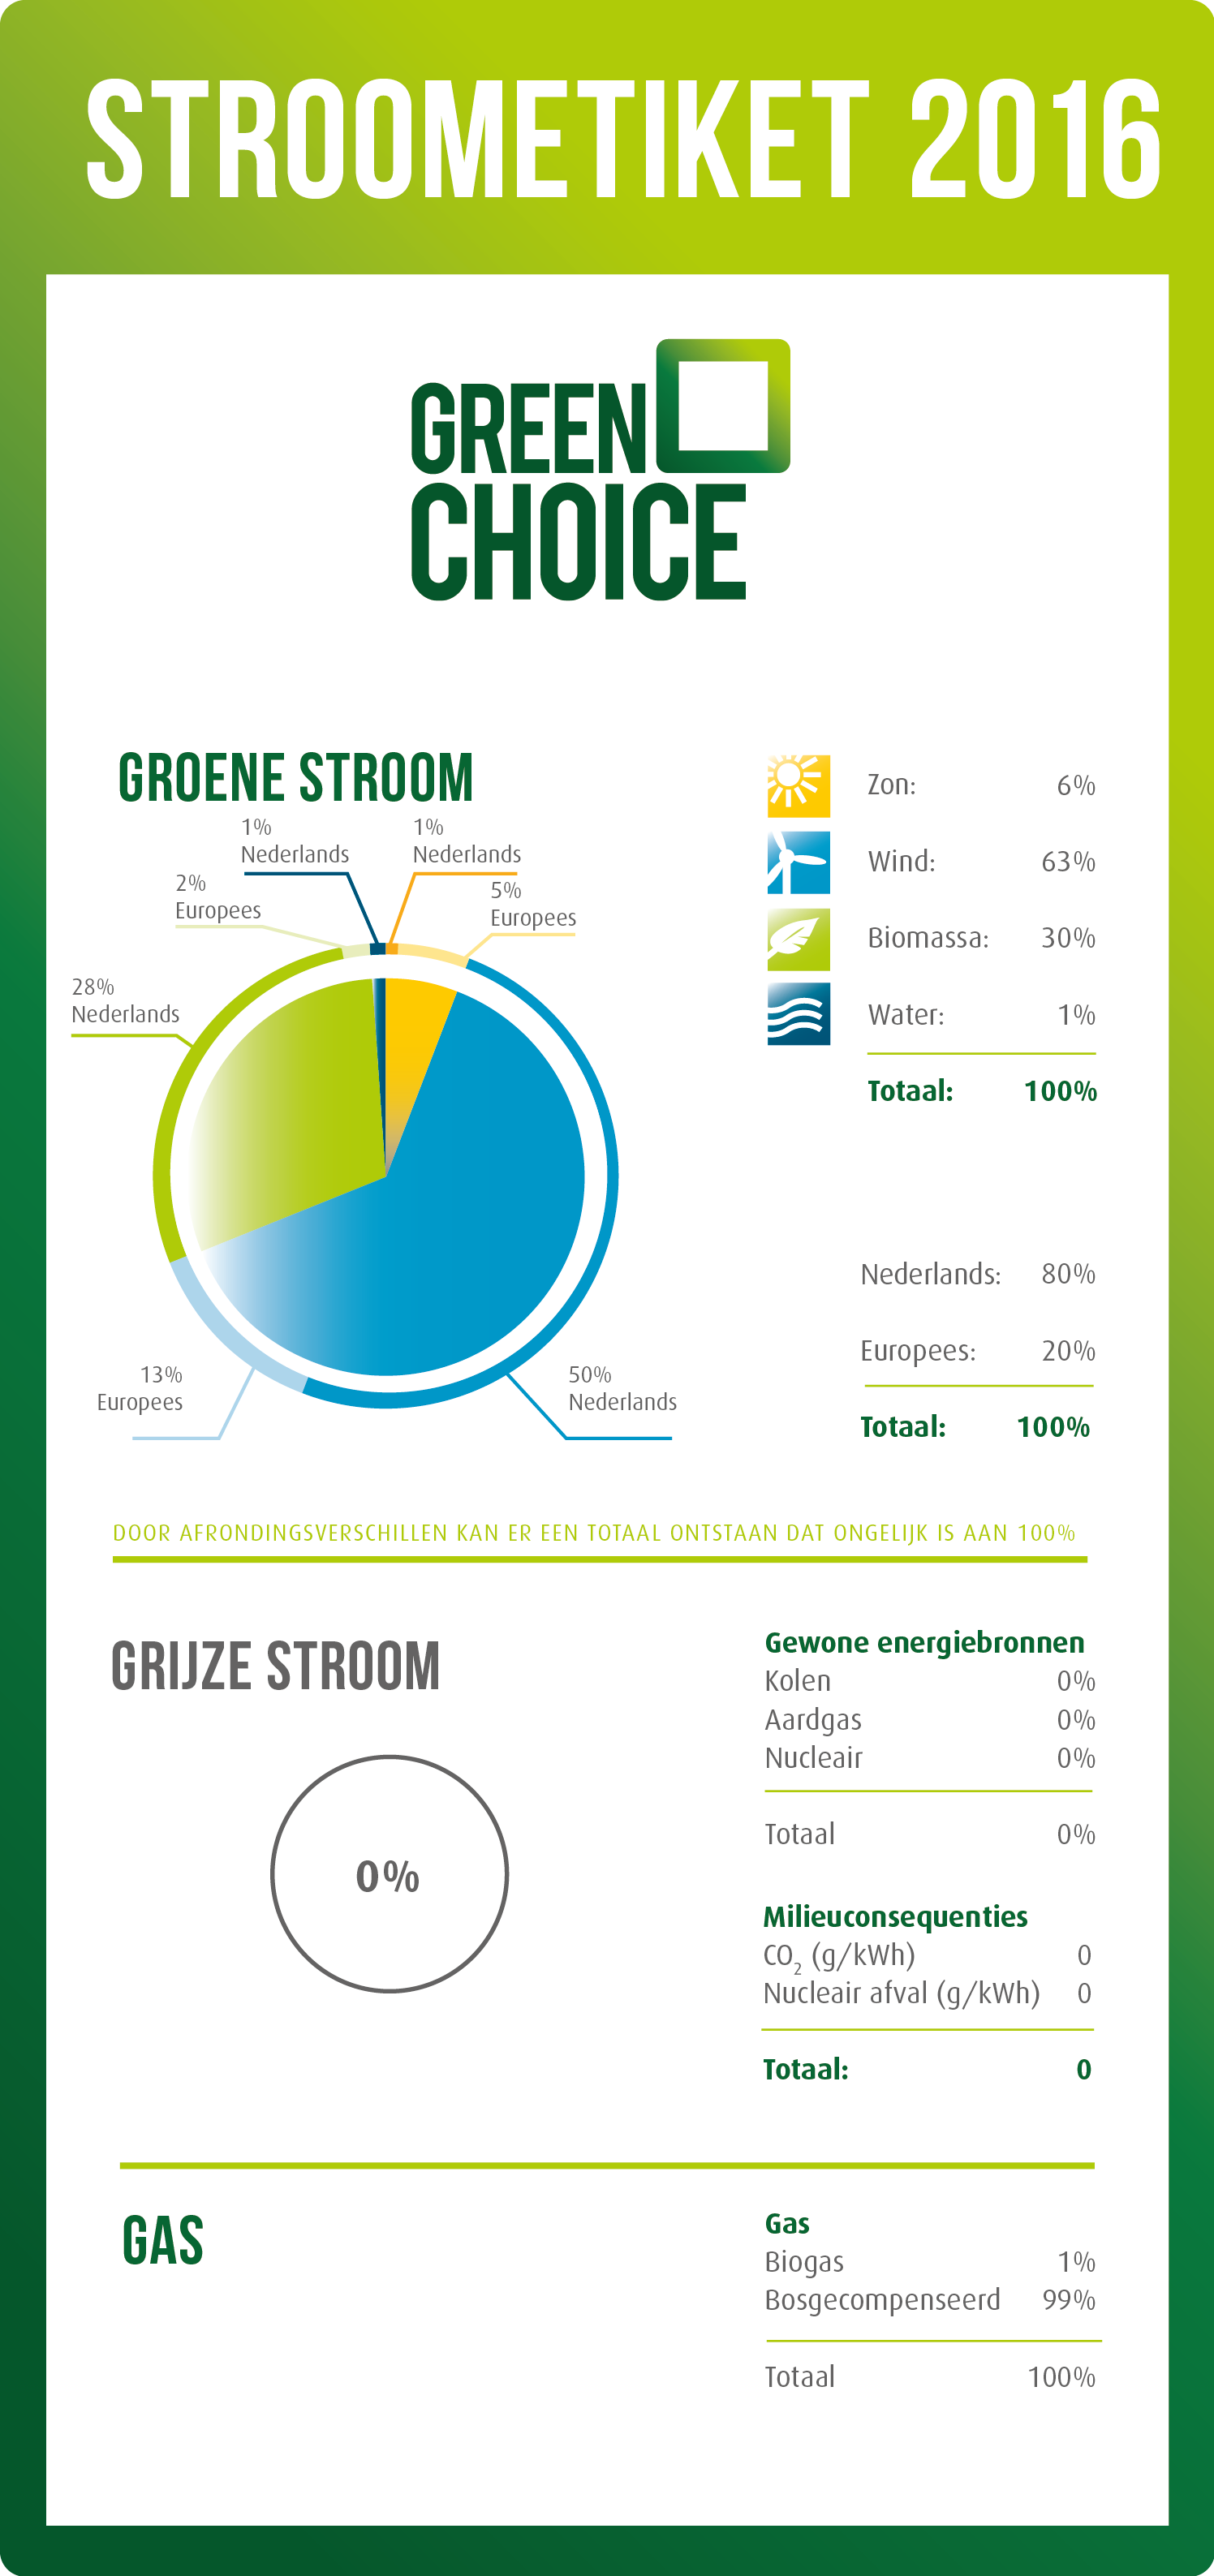 STROOMETIKET 2016
GREEN
CHOICE
GROENE STROOM
1%
Nederlands
1%
Nederlands
2%
Europees
5%
Europees
28%
Nederlands
13%
Europees
50%
Nederlands
Zon: 6%
Wind: 63%
Biomassa: 30%
Water: 1%
Totaal: 100%
Nederlands: 80%
Europees: 20%
Totaal: 100%
DOOR AFRONDINGSVERSCHILLEN KAN ER EEN TOTAAL ONTSTAAN DAT ONGELIJK IS AAN 100%
GRIJZE STROOM
0%
Gewone energiebronnen
Kolen 0%
Aardgas 0%
Nucleair 0%
Totaal 0%
Milieuconsequenties
CO₂ (g/kWh) 0
Nucleair afval (g/kWh) 0
Totaal: 0
GAS
Gas
Biogas 1%
Bosgecompenseerd 99%
Totaal 100%